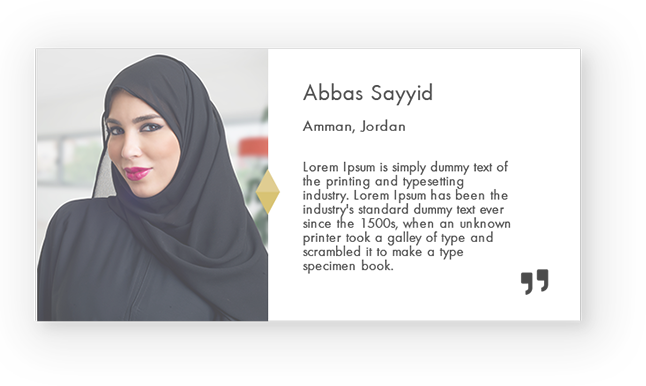 Abbas Sayyid
Amman, Jordan
Lorem Ipsum is simply dummy text of
the printing and typesetting
industry. Lorem Ipsum has been the
industry's standard dummy text ever
since the 1500s, when an unknown
printer took a galley of type and
scrambled it to make a type
specimen book.
”